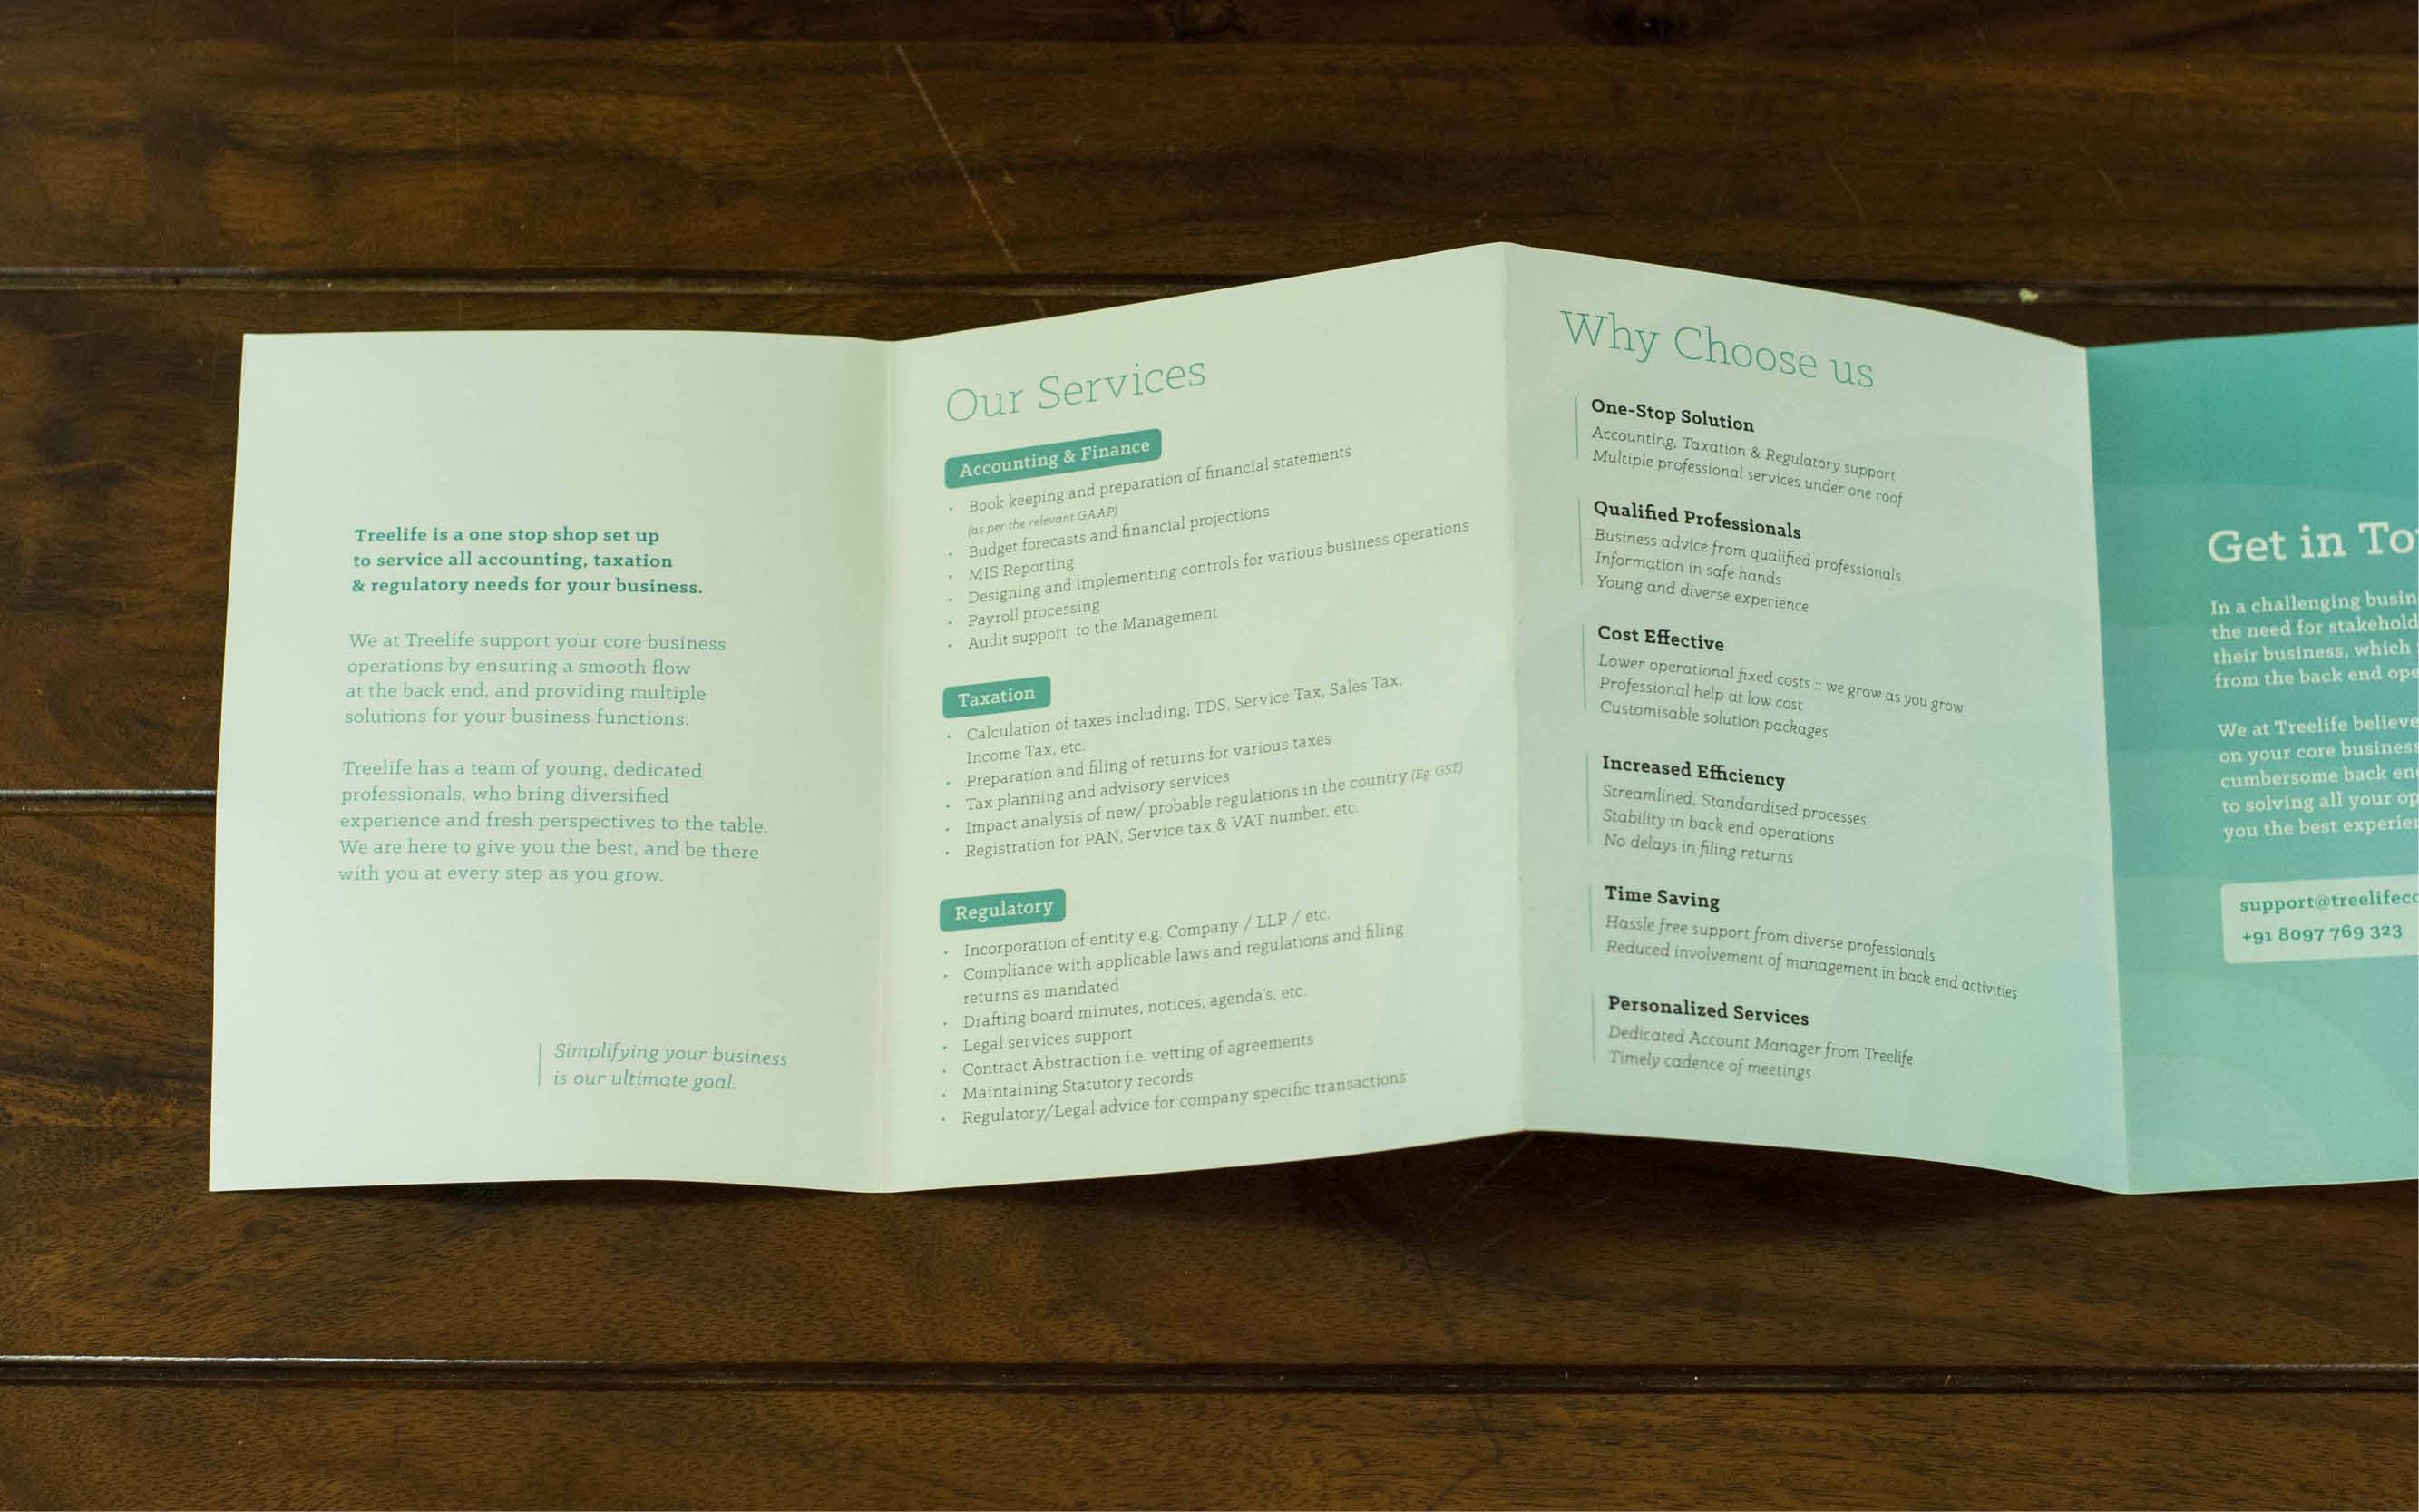 Treelife is a one stop shop set up
to service all accounting, taxation
& regulatory needs for your business.
We at Treelife support your core business
operations by ensuring a smooth flow
at the back end, and providing multiple
solutions for your business functions.
Treelife has a team of young, dedicated
professionals, who bring diversified
experience and fresh perspectives to the table.
We are here to give you the best, and be there
with you at every step as you grow.
Simplifying your business
is our ultimate goal.
Our Services
Accounting & Finance
• Book keeping and preparation of financial statements
(as per the relevant GAAP)
• Budget forecasts and financial projections
• MIS Reporting
• Designing and implementing controls for various business operations
• Payroll processing
• Audit support to the Management
Taxation
• Calculation of taxes including, TDS, Service Tax, Sales Tax,
Income Tax, etc.
• Preparation and filing of returns for various taxes
• Tax planning and advisory services
• Impact analysis of new/ probable regulations in the country (Eg. GST)
• Registration for PAN, Service tax & VAT number, etc.
Regulatory
• Incorporation of entity e.g. Company / LLP / etc.
• Compliance with applicable laws and regulations and filing
returns as mandated
• Drafting board minutes, notices, agenda's, etc.
• Legal services support
• Contract Abstraction i.e. vetting of agreements
• Maintaining Statutory records
• Regulatory/Legal advice for company specific transactions
Why Choose us
One-Stop Solution
Accounting, Taxation & Regulatory support
Multiple professional services under one roof
Qualified Professionals
Business advice from qualified professionals
Information in safe hands
Young and diverse experience
Cost Effective
Lower operational fixed costs :: we grow as you grow
Professional help at low cost
Customisable solution packages
Increased Efficiency
Streamlined, Standardised processes
Stability in back end operations
No delays in filing returns
Time Saving
Hassle free support from diverse professionals
Reduced involvement of management in back end activities
Personalized Services
Dedicated Account Manager from Treelife
Timely cadence of meetings
Get in To
In a challenging busin
the need for stakehold
their business, which
from the back end ope
We at Treelife believe
on your core business
cumbersome back en
to solving all your op
you the best experien
support@treelifeco
+91 8097 769 323